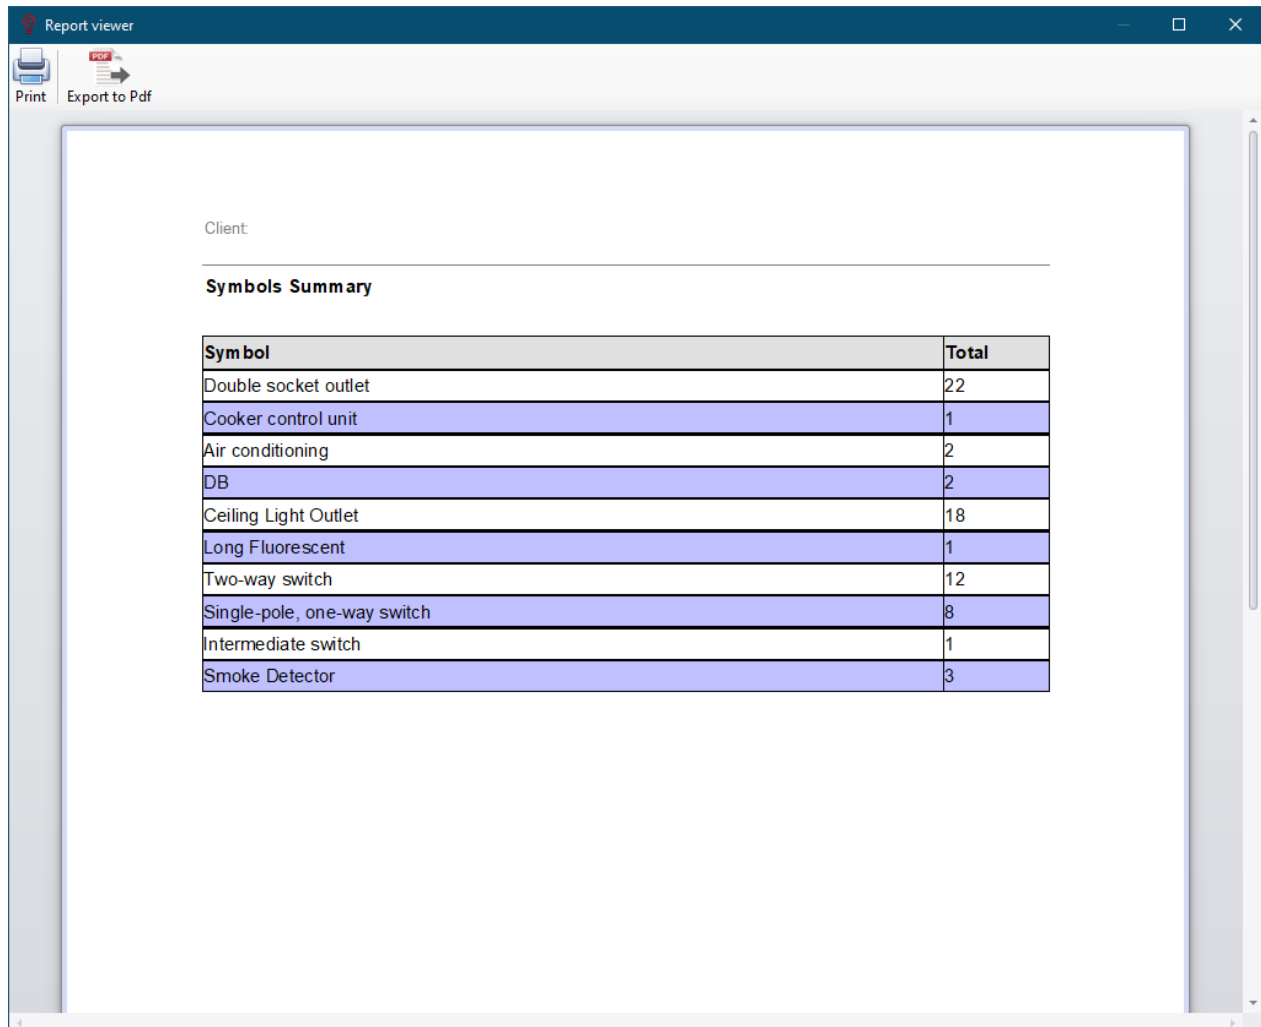 Report viewer
Print Export to Pdf
PDF
Client:
Symbols Summary
Symbol Total
Double socket outlet 22
Cooker control unit 1
Air conditioning 2
DB 2
Ceiling Light Outlet 18
Long Fluorescent 1
Two-way switch 12
Single-pole, one-way switch 8
Intermediate switch 1
Smoke Detector 3